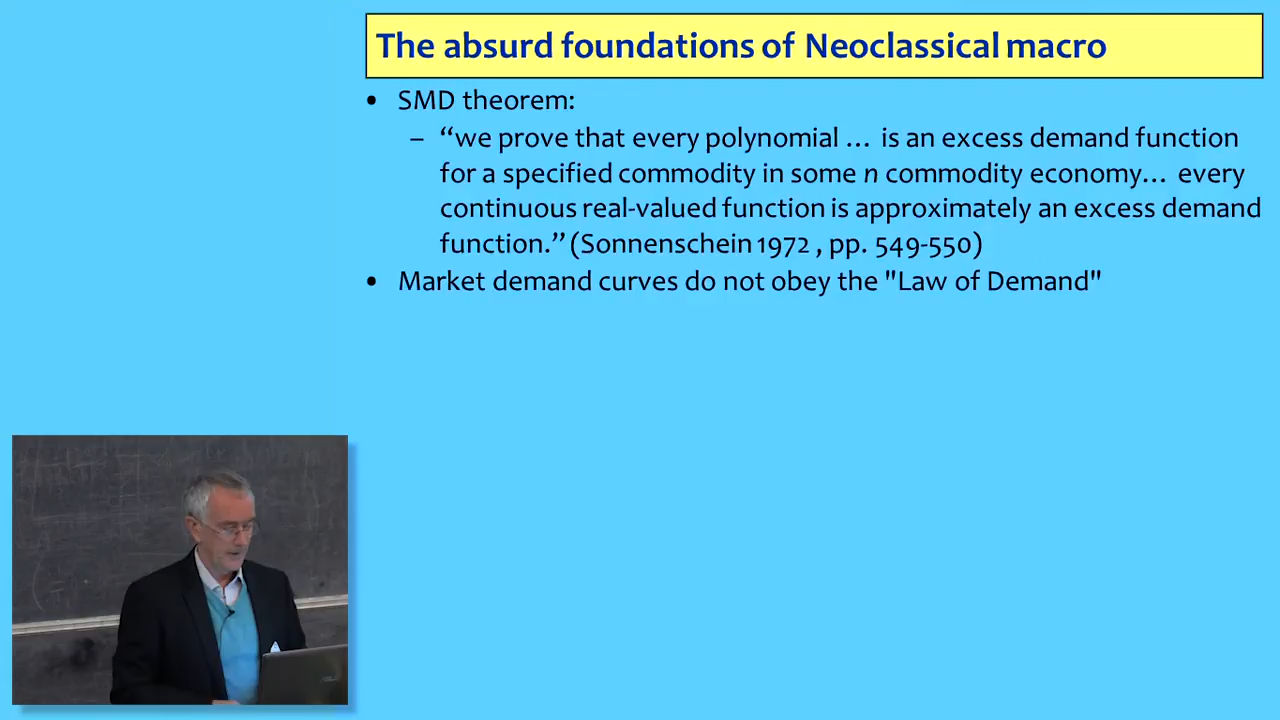 The absurd foundations of Neoclassical macro
• SMD theorem:
– “we prove that every polynomial … is an excess demand function
for a specified commodity in some n commodity economy… every
continuous real-valued function is approximately an excess demand
function.” (Sonnenschein 1972 , pp. 549-550)
• Market demand curves do not obey the "Law of Demand"